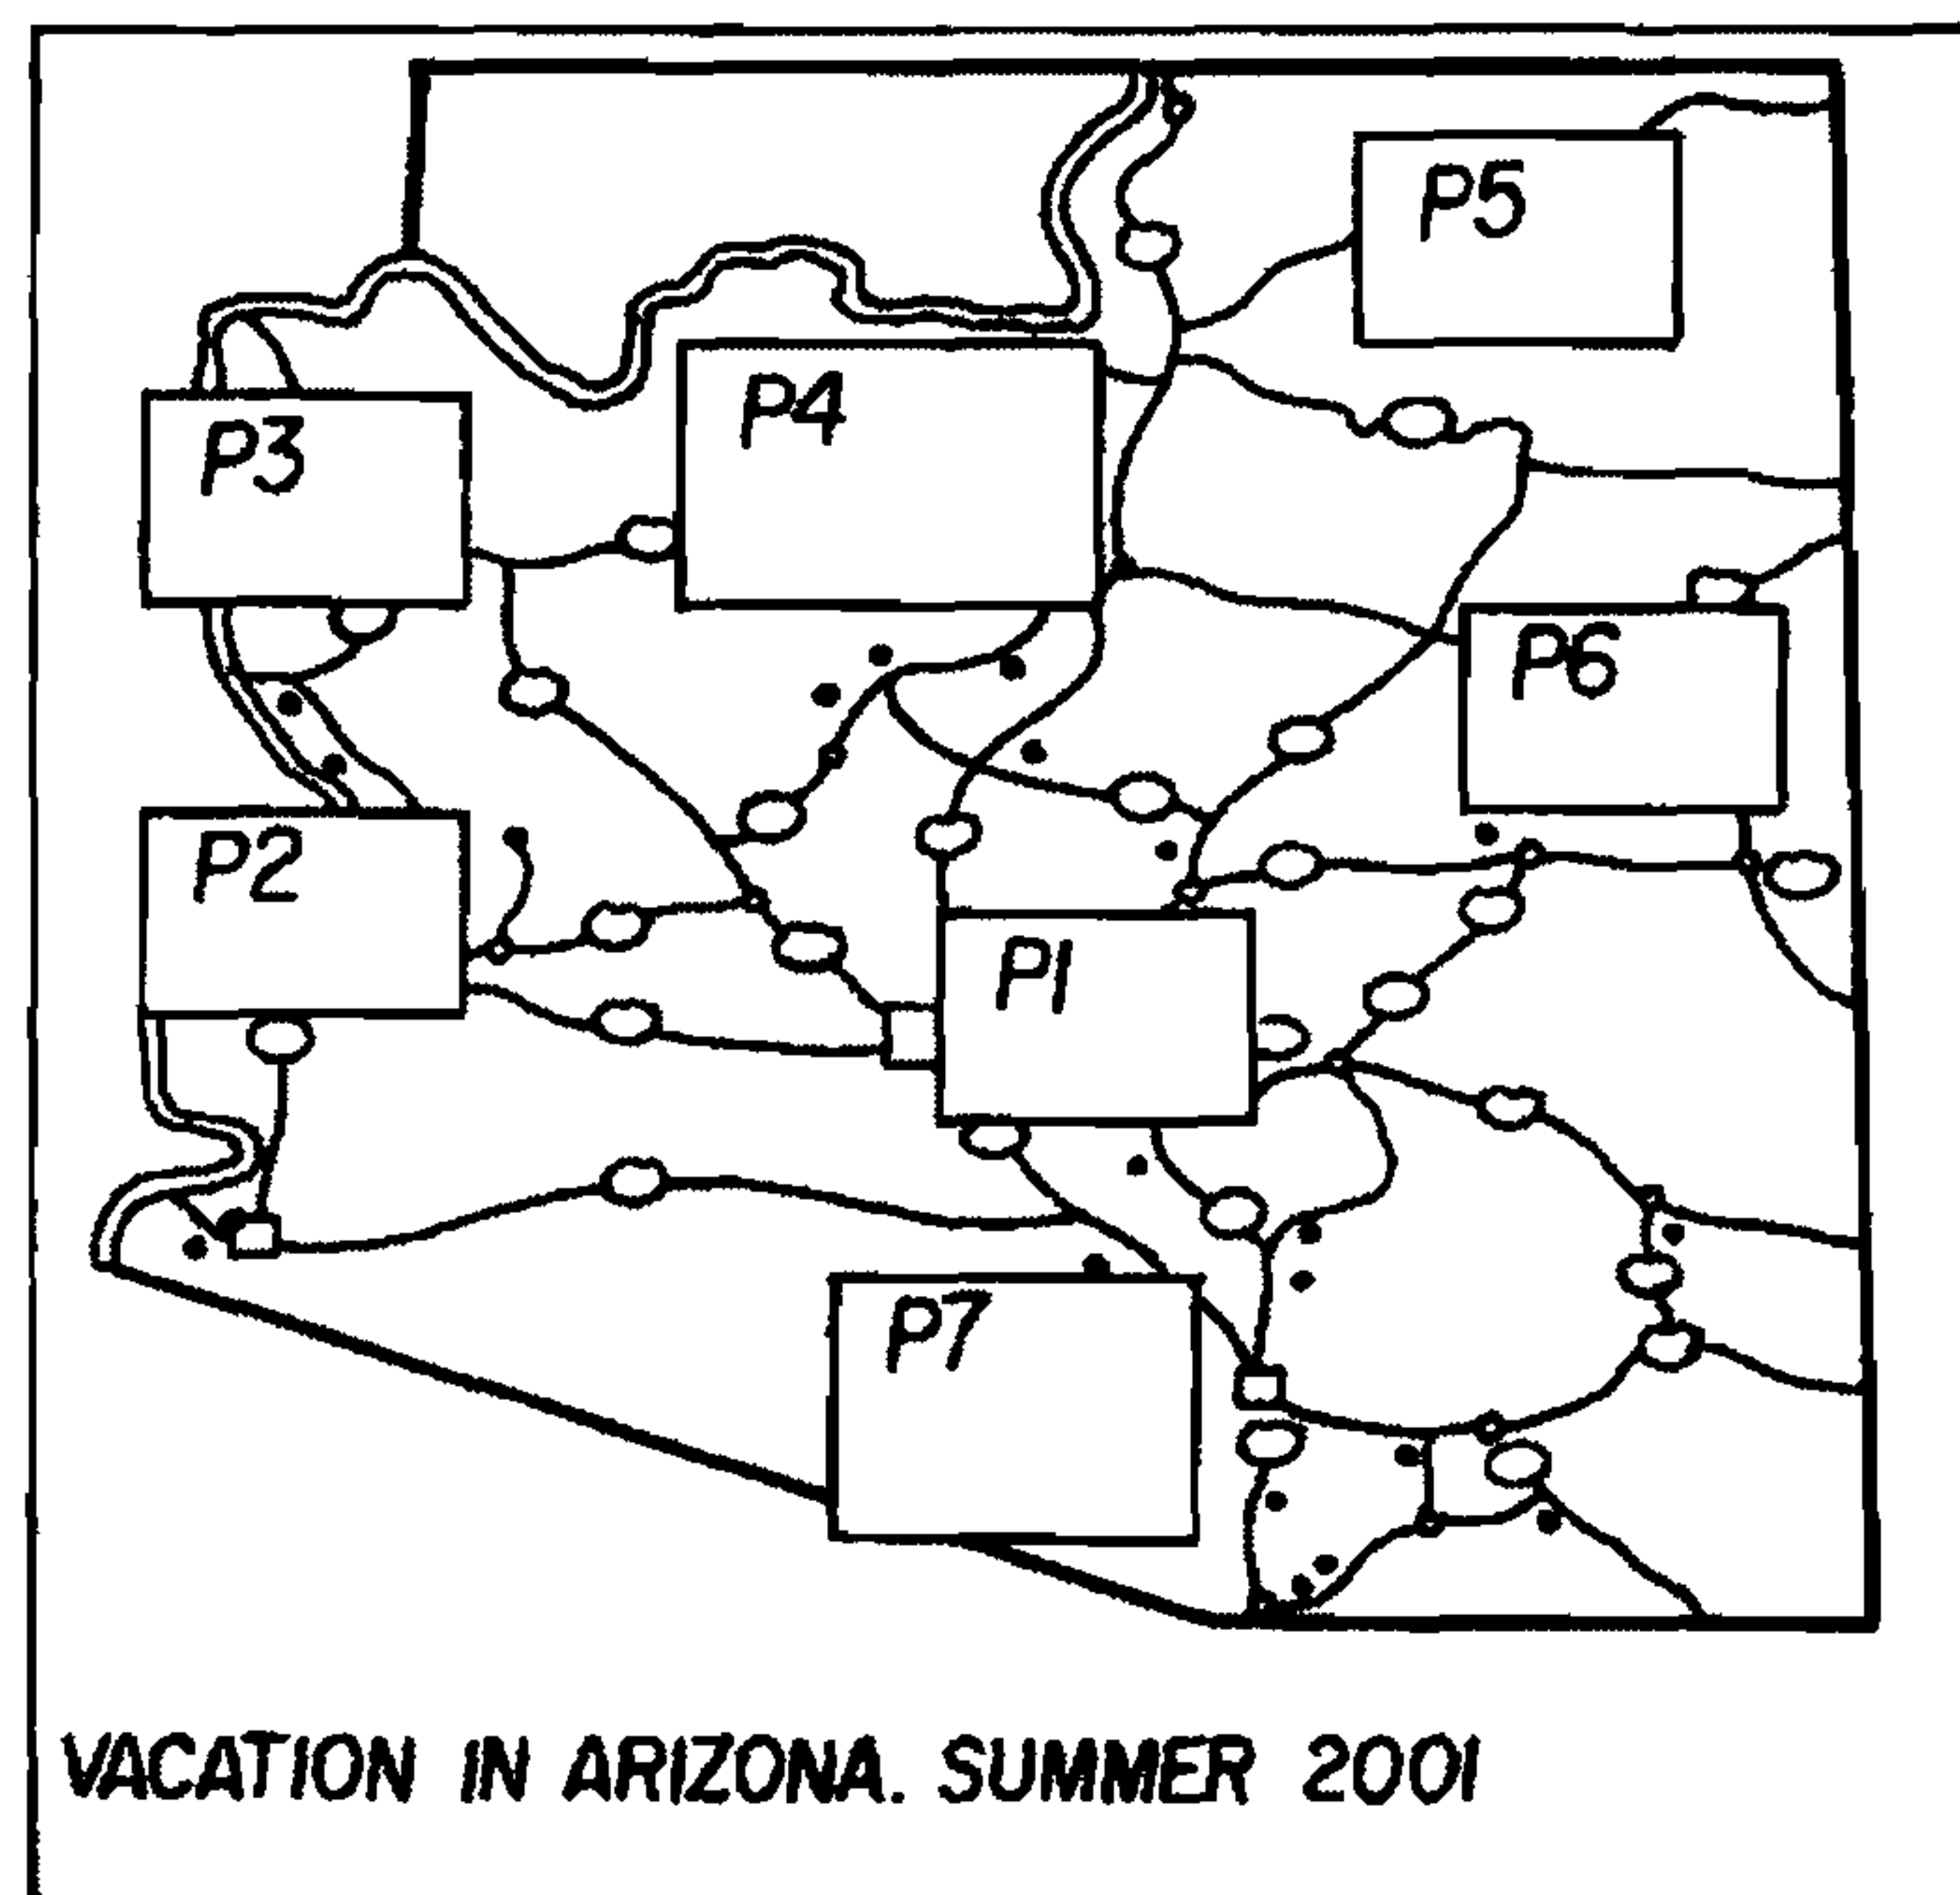 P5
P4
P3
P6
P2
P1
P7
VACATION IN ARIZONA. SUMMER 2001